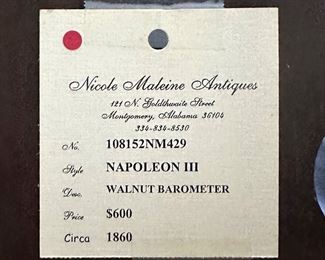 Nicole Maleine Antiques
121 N. Goldthwaite Street
Montgomery, Alabama 36104
334-834-8530
No. 108152NM429
Style NAPOLEON III
Desc. WALNUT BAROMETER
Price $600
Circa 1860